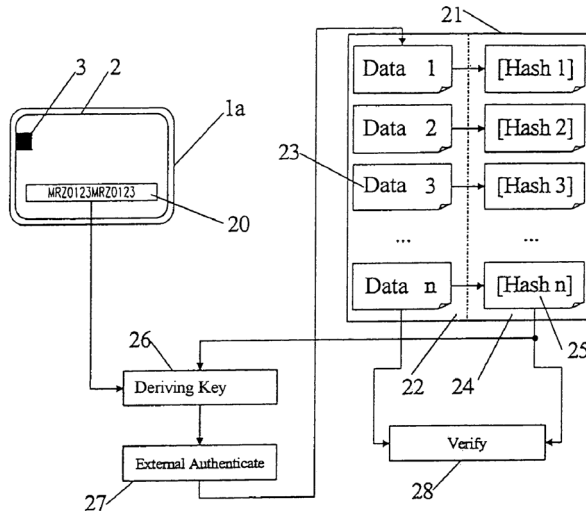 3
2
1a
MRZ0123MRZ0123
20
21
Data 1
[Hash 1]
Data 2
[Hash 2]
23
Data 3
[Hash 3]
...
...
Data n
[Hash n]
26
22
24
25
Deriving Key
External Authenticate
27
Verify
28